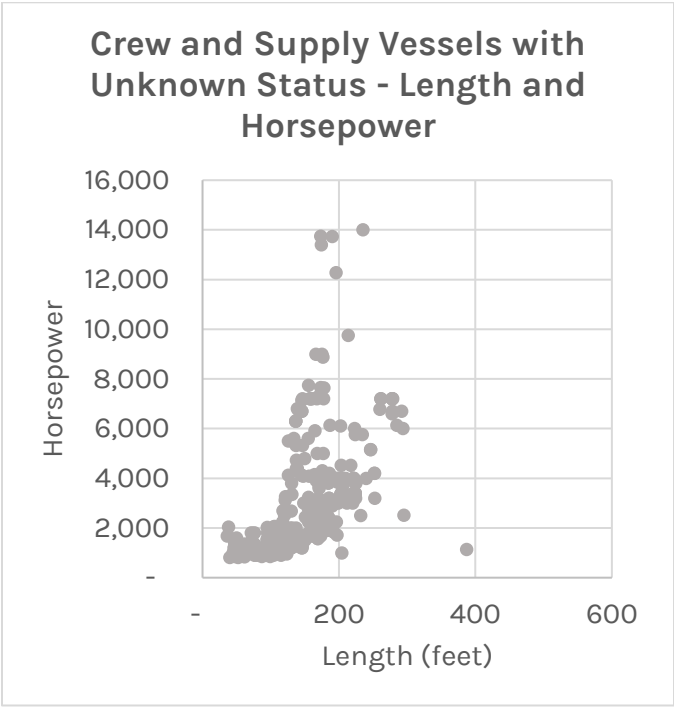 Crew and Supply Vessels with
Unknown Status - Length and
Horsepower
16,000
14,000
12,000
10,000
8,000
6,000
4,000
2,000
-
Horsepower
- 200 400 600
Length (feet)